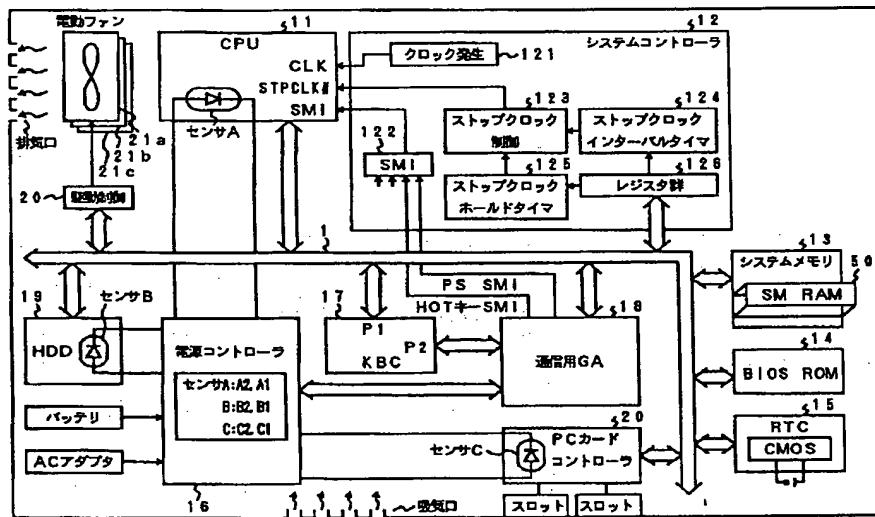 電動ファン
排気口
21a
21b
21c
20
駆動制御
11
CPU
CLK
STPCLK#
SMI
センサA
12
システムコントローラ
クロック発生
121
122
SMI
123
ストップクロック
制御
124
ストップクロック
インターバルタイマ
125
ストップクロック
ホールドタイマ
126
レジスタ群
1
PS SMI
HOTキーSMI
13
システムメモリ
50
SM RAM
19
センサB
HDD
電源コントローラ
センサA:A2,A1
B:B2,B1
C:C2,C1
16
バッテリ
ACアダプタ
17
P1
P2
KBC
18
通信用GA
14
BIOS ROM
15
RTC
CMOS
20
PCカード
コントローラ
センサC
スロット
スロット
吸気口